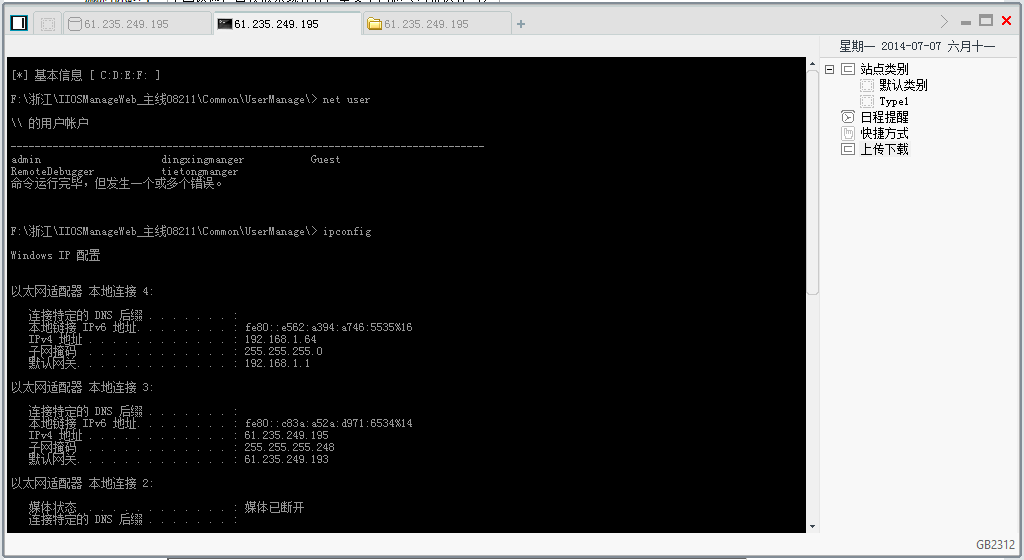 61.235.249.195
61.235.249.195
61.235.249.195
星期一 2014-07-07 六月十一
[*] 基本信息 [ C:D:E:F: ]
F:\浙江\IIOSManageWeb_主线08211\Common\UserManage\> net user
\\ 的用户帐户
-------------------------------------------------------------------------------
admin dingxingmanger Guest
RemoteDebugger tietongmanger
命令运行完毕，但发生一个或多个错误。
F:\浙江\IIOSManageWeb_主线08211\Common\UserManage\> ipconfig
Windows IP 配置
以太网适配器 本地连接 4:
连接特定的 DNS 后缀 . . . . . . . :
本地链接 IPv6 地址. . . . . . . . : fe80::e562:a394:a746:5535%16
IPv4 地址 . . . . . . . . . . . . : 192.168.1.64
子网掩码 . . . . . . . . . . . . : 255.255.255.0
默认网关. . . . . . . . . . . . . : 192.168.1.1
以太网适配器 本地连接 3:
连接特定的 DNS 后缀 . . . . . . . :
本地链接 IPv6 地址. . . . . . . . : fe80::c83a:a52a:d971:6534%14
IPv4 地址 . . . . . . . . . . . . : 61.235.249.195
子网掩码 . . . . . . . . . . . . : 255.255.255.248
默认网关. . . . . . . . . . . . . : 61.235.249.193
以太网适配器 本地连接 2:
媒体状态 . . . . . . . . . . . . : 媒体已断开
连接特定的 DNS 后缀 . . . . . . . :
站点类别
默认类别
Type1
日程提醒
快捷方式
上传下载
GB2312